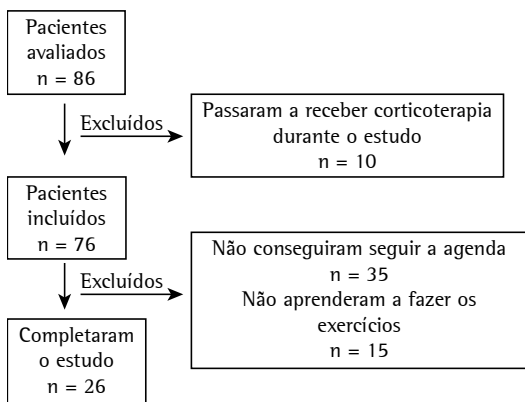 Pacientes
avaliados
n = 86
Excluídos
Passaram a receber corticoterapia
durante o estudo
n = 10
Pacientes
incluídos
n = 76
Excluídos
Não conseguiram seguir a agenda
n = 35
Não aprenderam a fazer os
exercícios
n = 15
Completaram
o estudo
n = 26